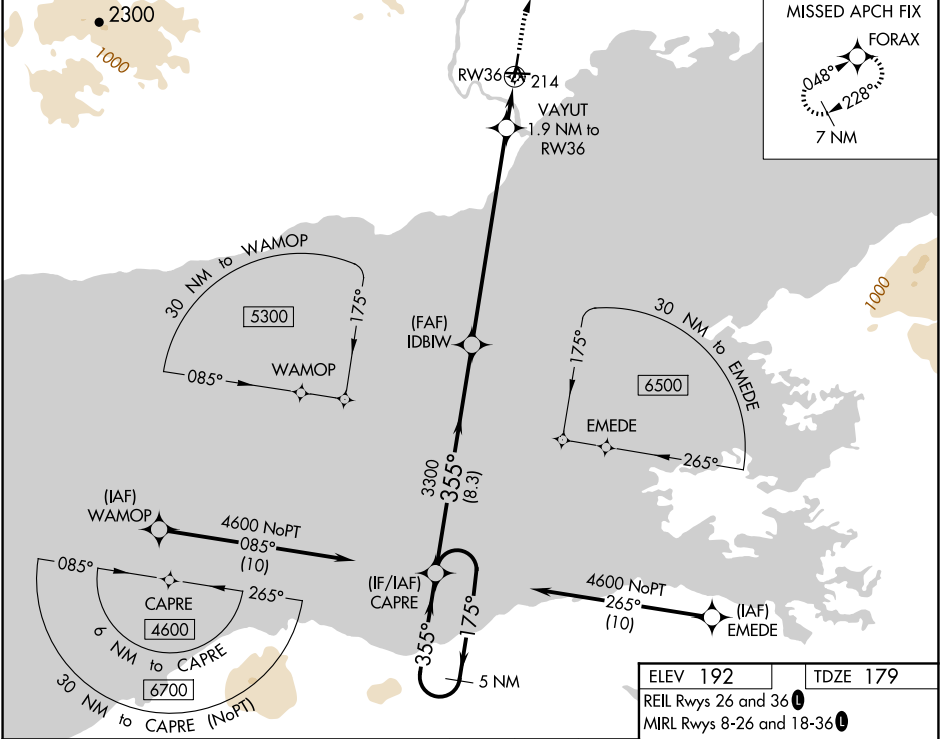 2300
1000
MISSED APCH FIX
FORAX
048°
228°
7 NM
RW36
214
VAYUT
1.9 NM to
RW36
30 NM to WAMOP
5300
175°
085°
WAMOP
(FAF)
IDBIW
1000
30 NM to EMEDE
175°
6500
EMEDE
265°
3300
355°
(8.3)
(IAF)
WAMOP
4600 NoPT
085°
(10)
085°
265°
CAPRE
4600
6 NM to CAPRE
6700
30 NM to CAPRE (NoPT)
(IF/IAF)
CAPRE
355°
175°
5 NM
4600 NoPT
265°
(10)
(IAF)
EMEDE
ELEV 192
TDZE 179
REIL Rwys 26 and 36 L
MIRL Rwys 8-26 and 18-36 L